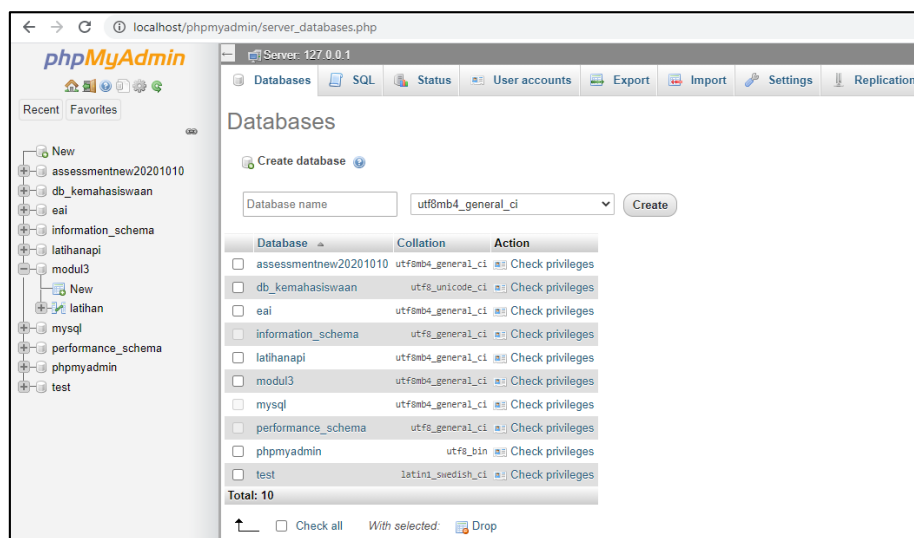 localhost/phpmyadmin/server_databases.php
phpMyAdmin
Recent Favorites
New
assessmentnew20201010
db_kemahasiswaan
eai
information_schema
latihanapi
modul3
New
latihan
mysql
performance_schema
phpmyadmin
test
Server: 127.0.0.1
Databases SQL Status User accounts Export Import Settings Replication
Databases
Create database
Database name utf8mb4_general_ci Create
Database Collation Action
assessmentnew20201010 utf8mb4_general_ci Check privileges
db_kemahasiswaan utf8_unicode_ci Check privileges
eai utf8mb4_general_ci Check privileges
information_schema utf8_general_ci Check privileges
latihanapi utf8mb4_general_ci Check privileges
modul3 utf8mb4_general_ci Check privileges
mysql utf8mb4_general_ci Check privileges
performance_schema utf8_general_ci Check privileges
phpmyadmin utf8_bin Check privileges
test latin1_swedish_ci Check privileges
Total: 10
Check all With selected: Drop